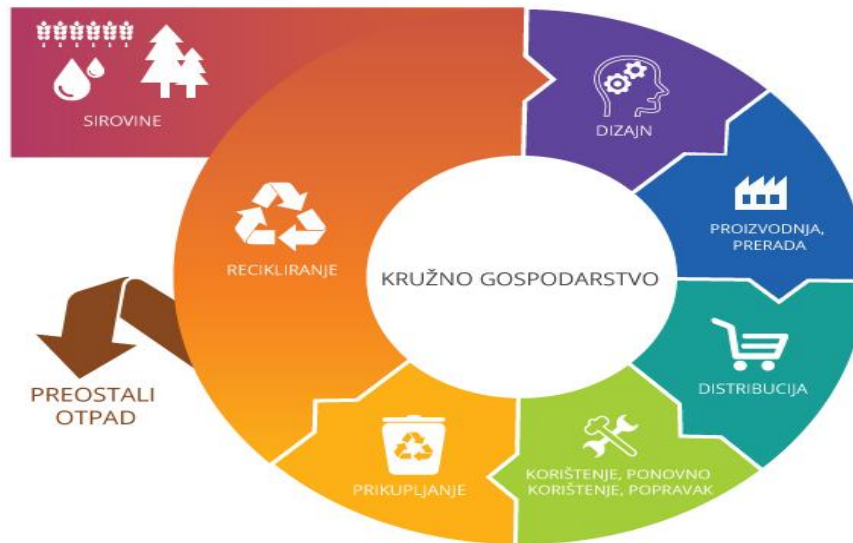 SIROVINE
DIZAJN
PROIZVODNJA,
PRERADA
DISTRIBUCIJA
KORIŠTENJE, PONOVNO
KORIŠTENJE, POPRAVAK
PRIKUPLJANJE
RECIKLIRANJE
KRUŽNO GOSPODARSTVO
PREOSTALI
OTPAD